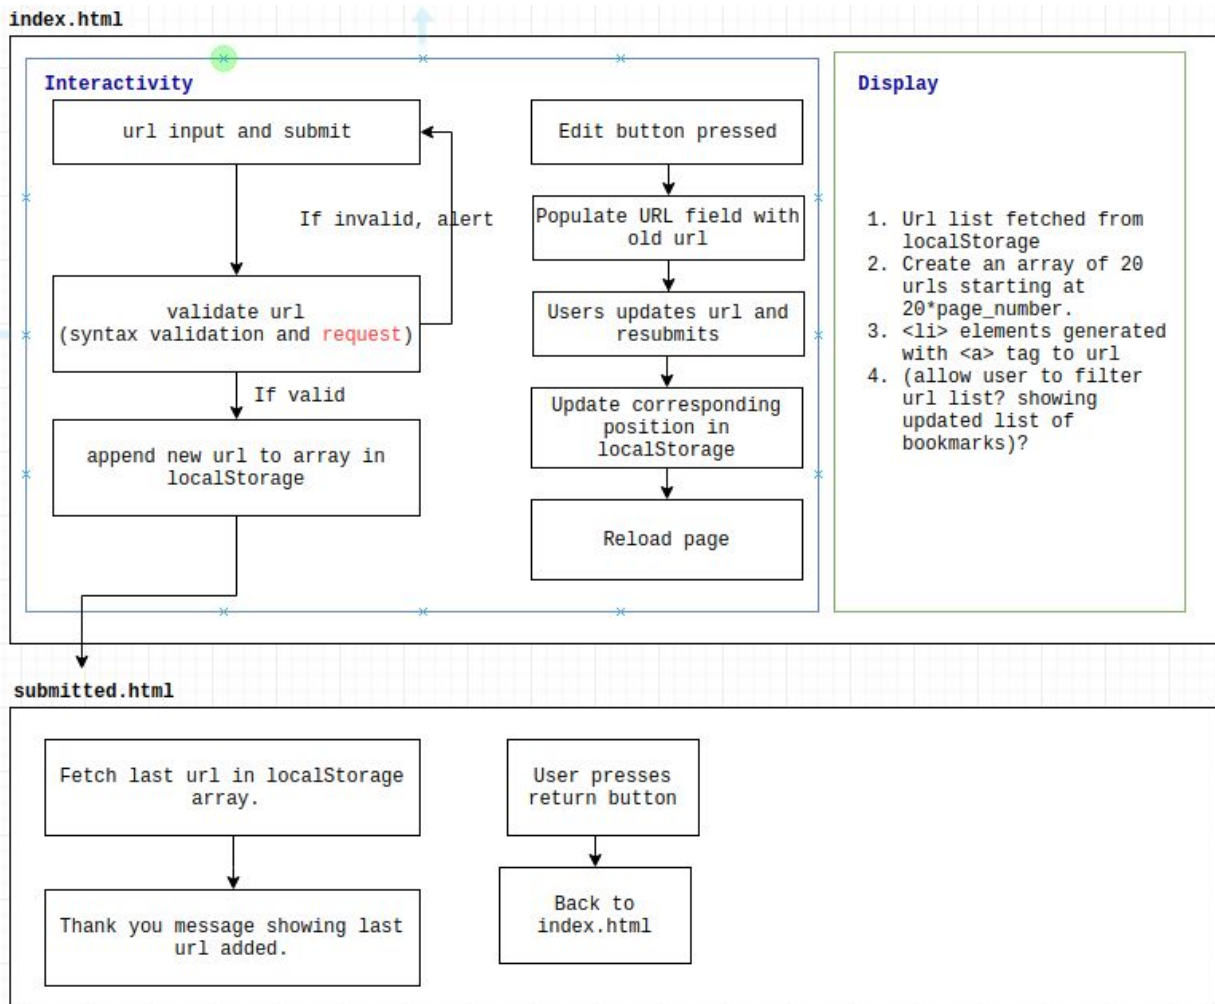 index.html
Interactivity
url input and submit
If invalid, alert
validate url
(syntax validation and request)
If valid
append new url to array in
localStorage
Edit button pressed
Populate URL field with
old url
Users updates url and
resubmits
Update corresponding
position in
localStorage
Reload page
Display
1. Url list fetched from
localStorage
2. Create an array of 20
urls starting at
20*page_number.
3. <li> elements generated
with <a> tag to url
4. (allow user to filter
url list? showing
updated list of
bookmarks)?
submitted.html
Fetch last url in localStorage
array.
Thank you message showing last
url added.
User presses
return button
Back to
index.html